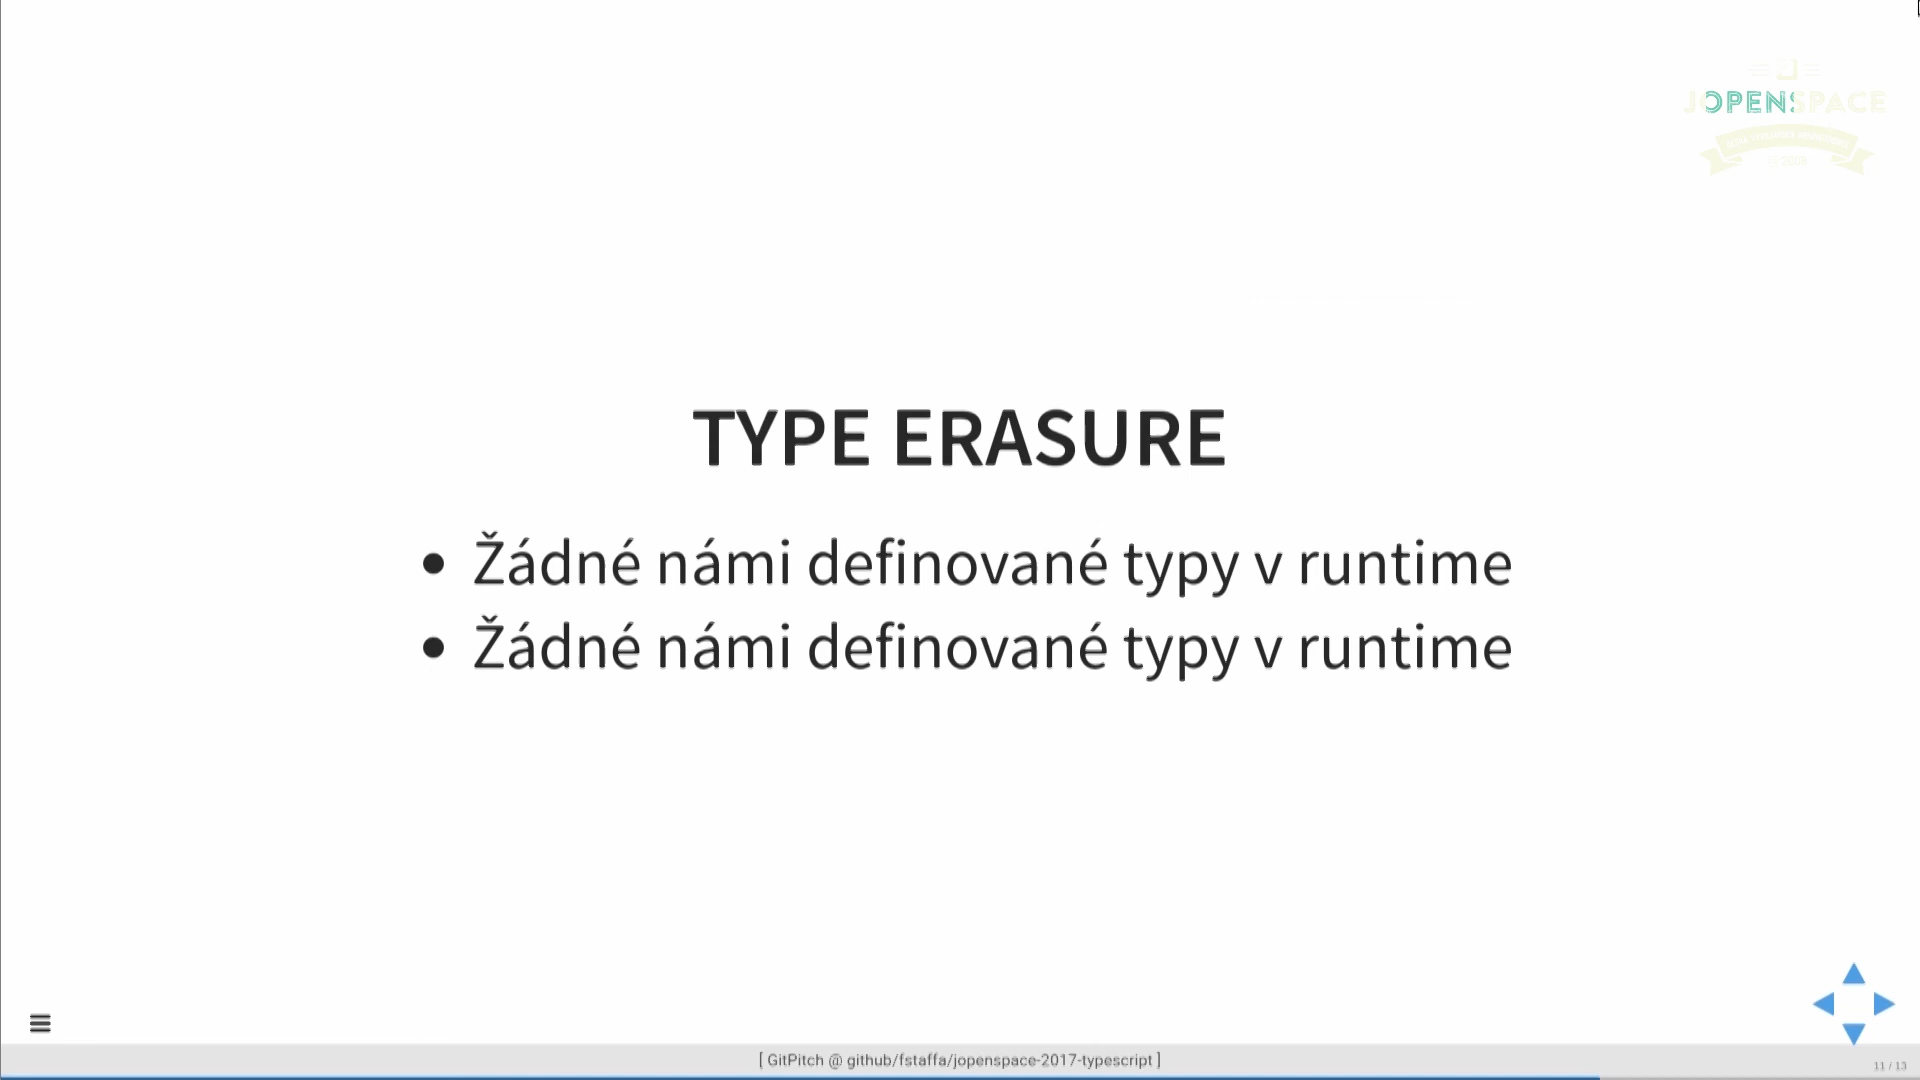 JOPENSPACE
TYPE ERASURE
• Žádné námi definované typy v runtime
• Žádné námi definované typy v runtime
[ GitPitch @ github/fstaffa/jopenspace-2017-typescript ]
11 / 13